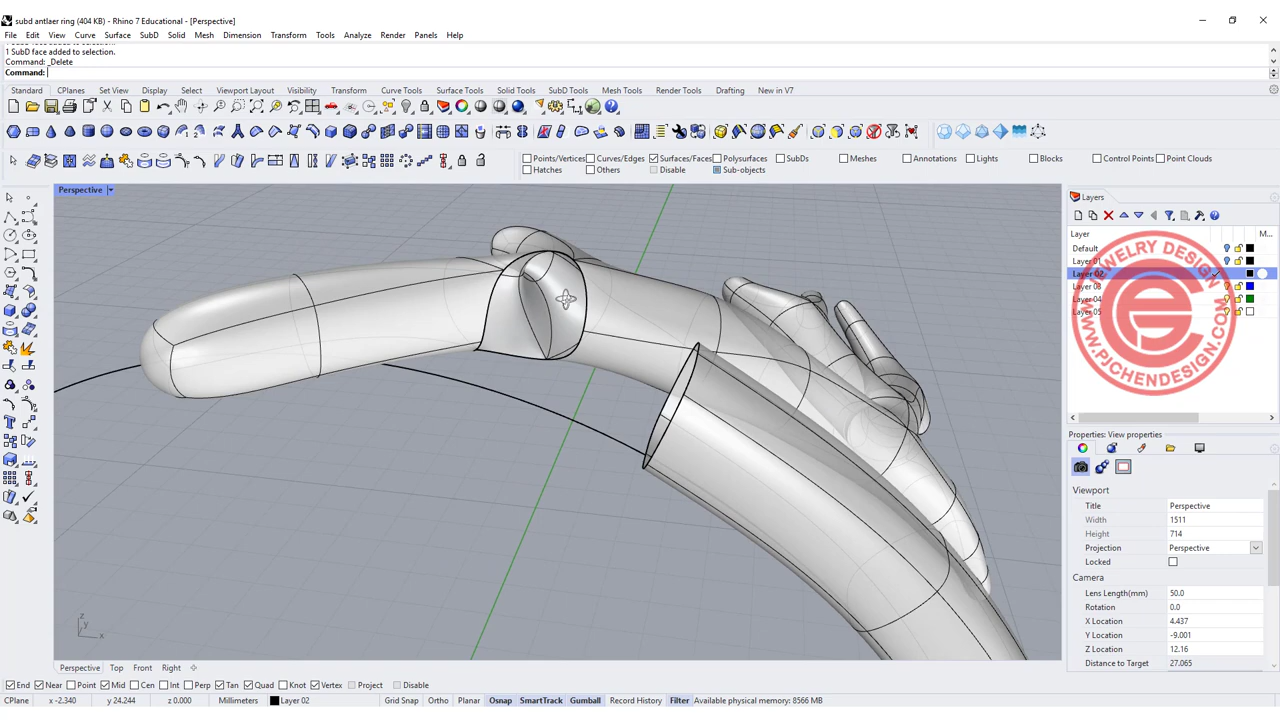 subd antlaer ring (404 KB) - Rhino 7 Educational - [Perspective]
File Edit View Curve Surface SubD Solid Mesh Dimension Transform Tools Analyze Render Panels Help
1 SubD face added to selection.
Command: _Delete
Command:
Standard CPlanes Set View Display Select Viewport Layout Visibility Transform Curve Tools Surface Tools Solid Tools SubD Tools Mesh Tools Render Tools Drafting New in V7
Points/Vertices Curves/Edges Surfaces/Faces Polysurfaces SubDs Meshes Annotations Lights Blocks Control Points Point Clouds
Hatches Others Disable Sub-objects
Perspective
Layers
Layer M...
Default
Layer 01
Layer 02
Layer 03
Layer 04
Layer 05
JEWELRY DESIGN
WWW.PJCHENDESIGN.COM
Properties: View properties
Viewport
Title Perspective
Width 1511
Height 714
Projection Perspective
Locked
Camera
Lens Length(mm) 50.0
Rotation 0.0
X Location 4.437
Y Location -9.001
Z Location 12.16
Distance to Target 27.065
z
y
x
Perspective Top Front Right
End Near Point Mid Cen Int Perp Tan Quad Knot Vertex Project Disable
CPlane x -2.340 y 24.244 z 0.000 Millimeters Layer 02 Grid Snap Ortho Planar Osnap SmartTrack Gumball Record History Filter Available physical memory: 8566 MB